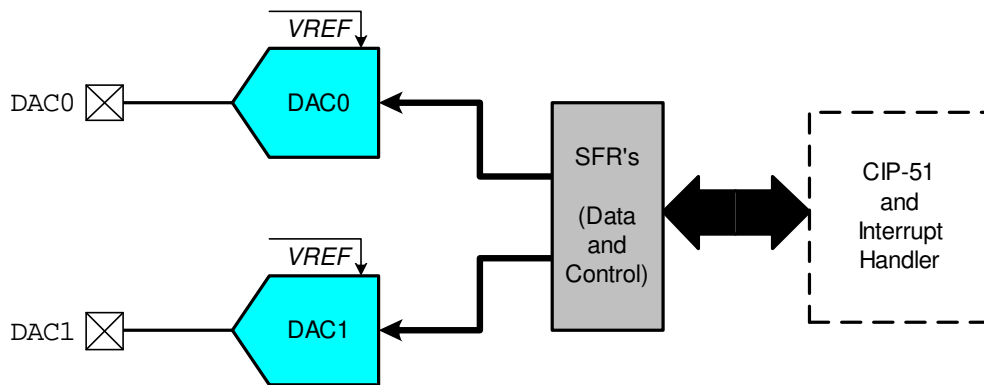 VREF
DAC0
DAC0
SFR's
(Data
and
Control)
CIP-51
and
Interrupt
Handler
VREF
DAC1
DAC1